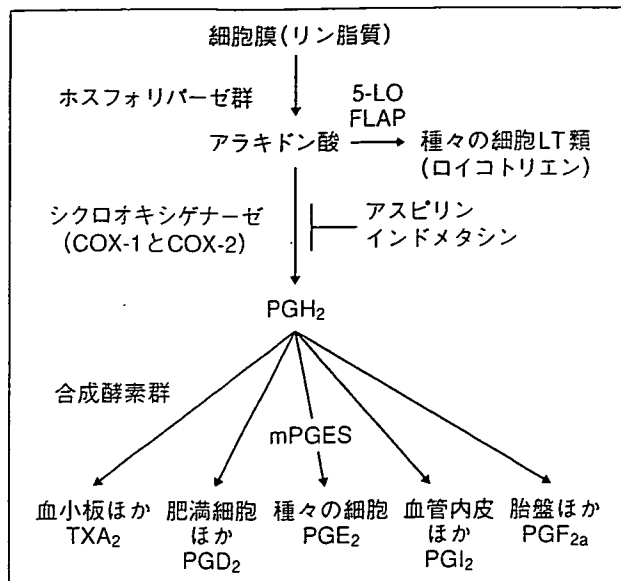 細胞膜(リン脂質)
ホスフォリパーゼ群
5-LO
FLAP
アラキドン酸
種々の細胞LT類
(ロイコトリエン)
シクロオキシゲナーゼ
(COX-1とCOX-2)
アスピリン
インドメタシン
PGH₂
合成酵素群
mPGES
血小板ほか
TXA₂
肥満細胞
ほか
PGD₂
種々の細胞
PGE₂
血管内皮
ほか
PGI₂
胎盤ほか
PGF₂a